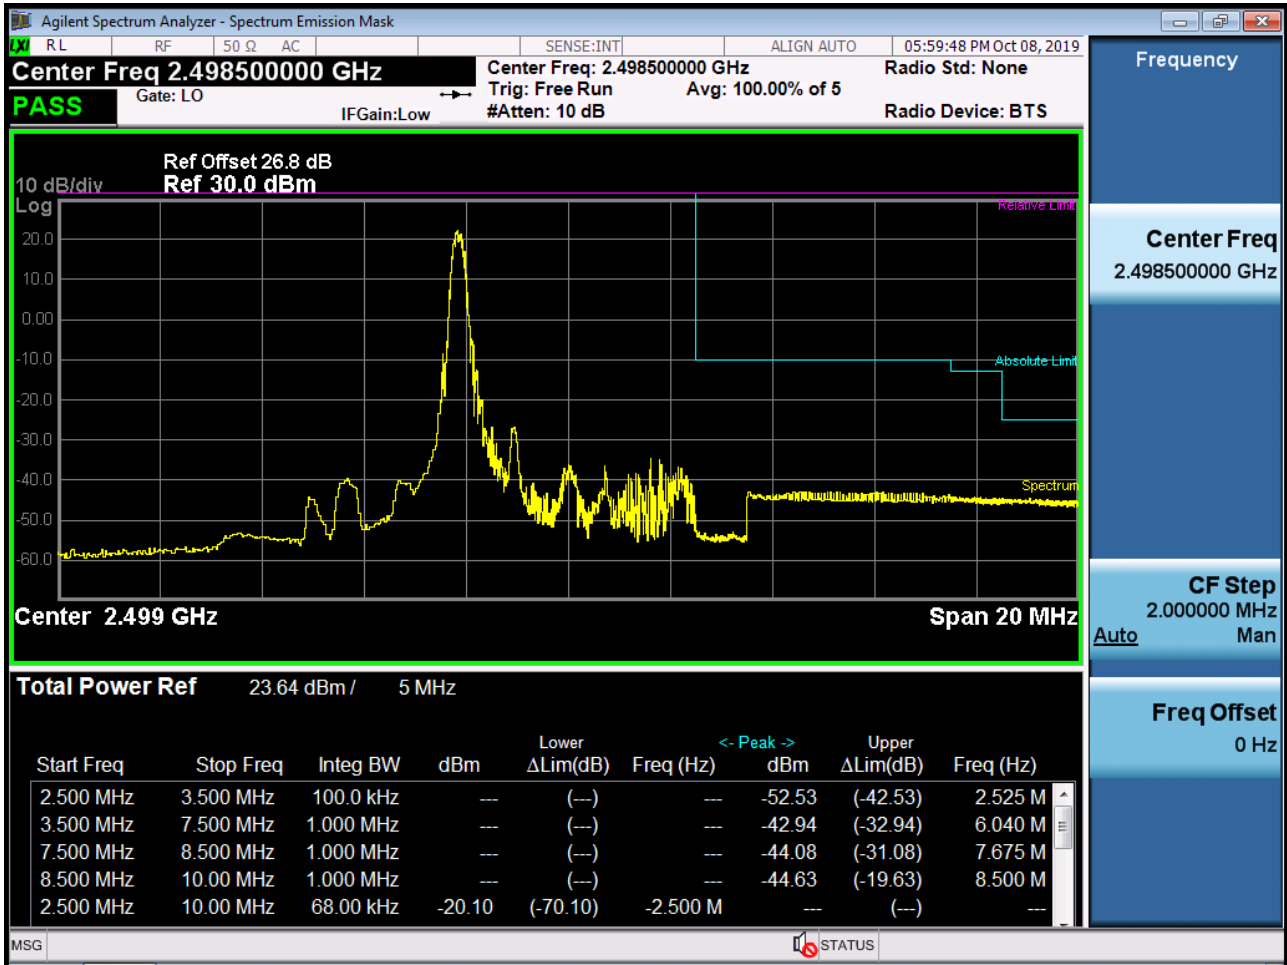 Agilent Spectrum Analyzer - Spectrum Emission Mask
LXI RL RF 50 Ω AC SENSE:INT ALIGN AUTO 05:59:48 PM Oct 08, 2019
Center Freq 2.498500000 GHz
Center Freq: 2.498500000 GHz
Radio Std: None
PASS
Gate: LO
Trig: Free Run Avg: 100.00% of 5
IFGain:Low
#Atten: 10 dB
Radio Device: BTS
Ref Offset 26.8 dB
10 dB/div Ref 30.0 dBm
Log
Relative Limit
20.0
10.0
0.00
-10.0
Absolute Limit
-20.0
-30.0
-40.0
Spectrum
-50.0
-60.0
Center 2.499 GHz Span 20 MHz
Total Power Ref 23.64 dBm / 5 MHz
Lower <- Peak -> Upper
Start Freq Stop Freq Integ BW dBm ΔLim(dB) Freq (Hz) dBm ΔLim(dB) Freq (Hz)
2.500 MHz 3.500 MHz 100.0 kHz --- (---) --- -52.53 (-42.53) 2.525 M
3.500 MHz 7.500 MHz 1.000 MHz --- (---) --- -42.94 (-32.94) 6.040 M
7.500 MHz 8.500 MHz 1.000 MHz --- (---) --- -44.08 (-31.08) 7.675 M
8.500 MHz 10.00 MHz 1.000 MHz --- (---) --- -44.63 (-19.63) 8.500 M
2.500 MHz 10.00 MHz 68.00 kHz -20.10 (-70.10) -2.500 M --- (---) ---
MSG STATUS
Frequency
Center Freq
2.498500000 GHz
CF Step
2.000000 MHz
Auto Man
Freq Offset
0 Hz